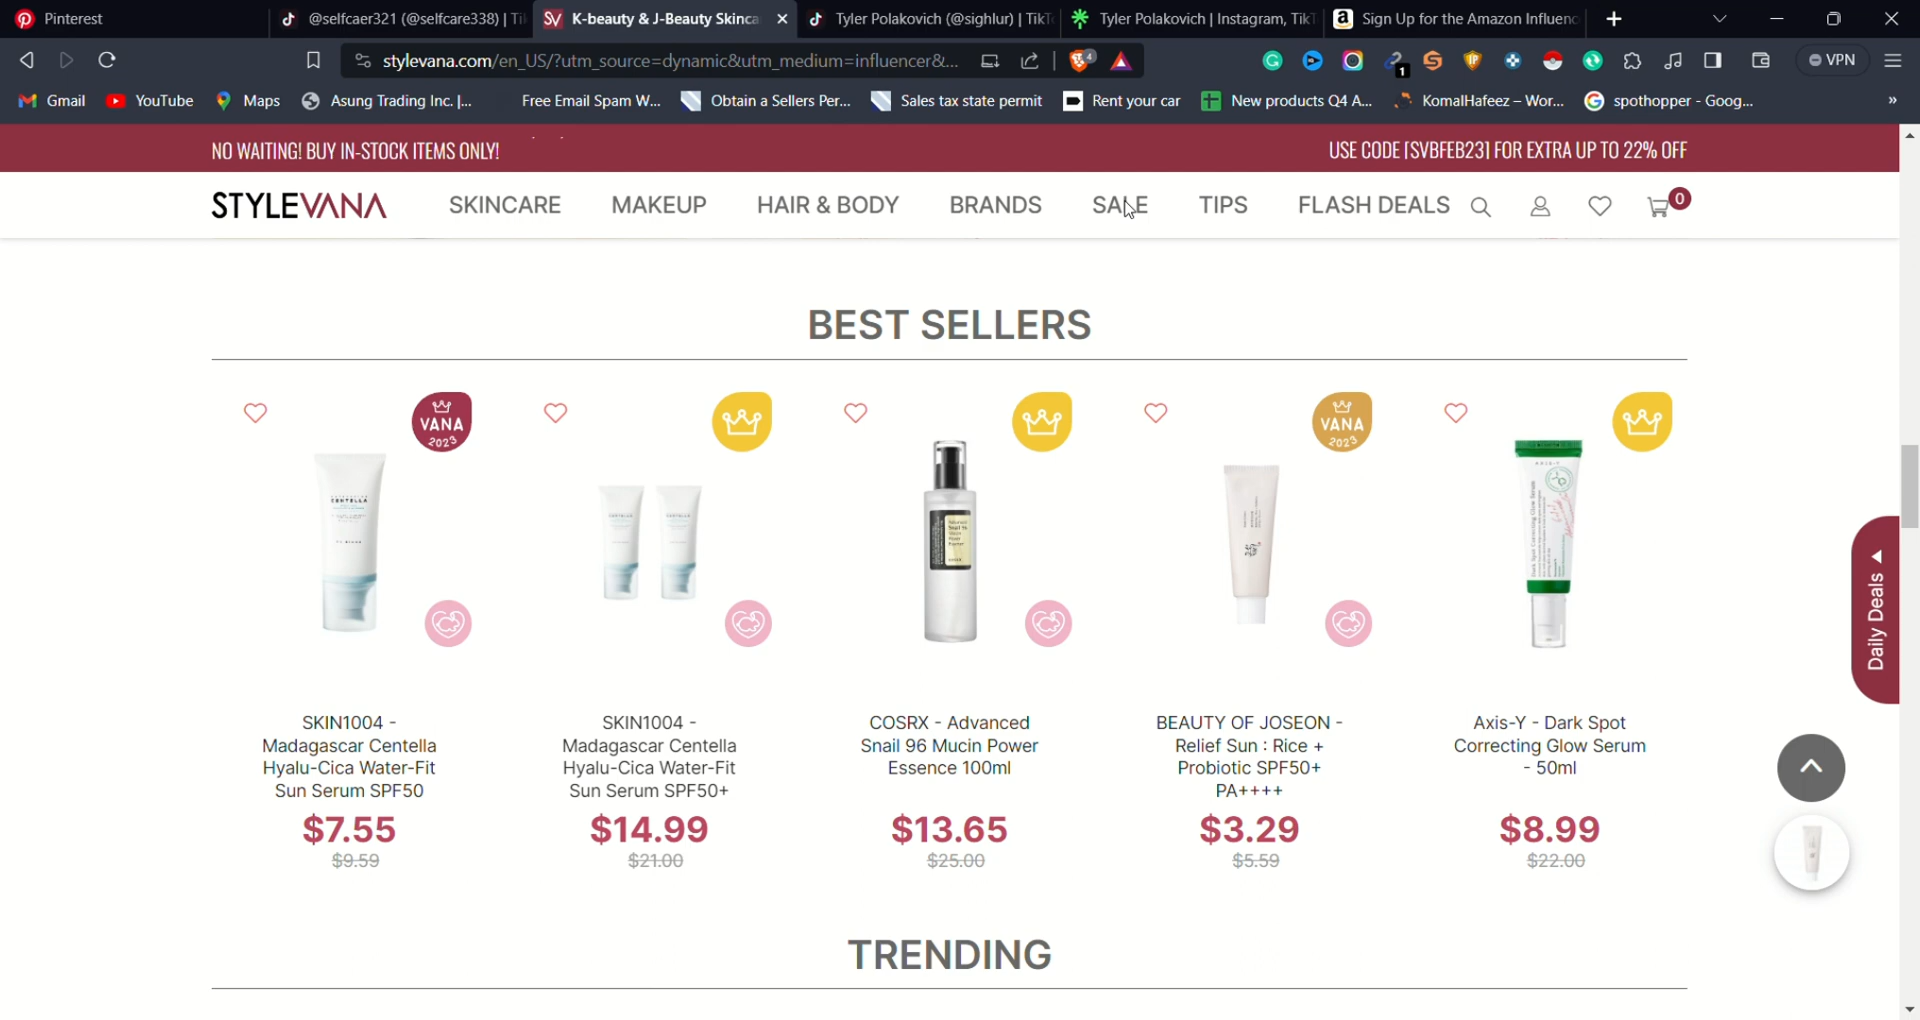 Pinterest
@selfcaer321 (@selfcare338) | Ti
K-beauty & J-Beauty Skinca
Tyler Polakovich (@sighlur) | TikT
Tyler Polakovich | Instagram, TikT
Sign Up for the Amazon Influenc
stylevana.com/en_US/?utm_source=dynamic&utm_medium=influencer&...
4
1
VPN
Gmail
YouTube
Maps
Asung Trading Inc. |...
Free Email Spam W...
Obtain a Sellers Per...
Sales tax state permit
Rent your car
New products Q4 A...
KomalHafeez – Wor...
spothopper - Goog...
NO WAITING! BUY IN-STOCK ITEMS ONLY!
USE CODE [SVBFEB23] FOR EXTRA UP TO 22% OFF
STYLEVANA
SKINCARE
MAKEUP
HAIR & BODY
BRANDS
SALE
TIPS
FLASH DEALS
0
BEST SELLERS
VANA
2023
VANA
2023
CENTELLA
Daily Deals
SKIN1004 -
Madagascar Centella
Hyalu-Cica Water-Fit
Sun Serum SPF50
$7.55
$9.59
SKIN1004 -
Madagascar Centella
Hyalu-Cica Water-Fit
Sun Serum SPF50+
$14.99
$21.00
COSRX - Advanced
Snail 96 Mucin Power
Essence 100ml
$13.65
$25.00
BEAUTY OF JOSEON -
Relief Sun : Rice +
Probiotic SPF50+
PA++++
$3.29
$5.59
Axis-Y - Dark Spot
Correcting Glow Serum
- 50ml
$8.99
$22.00
TRENDING